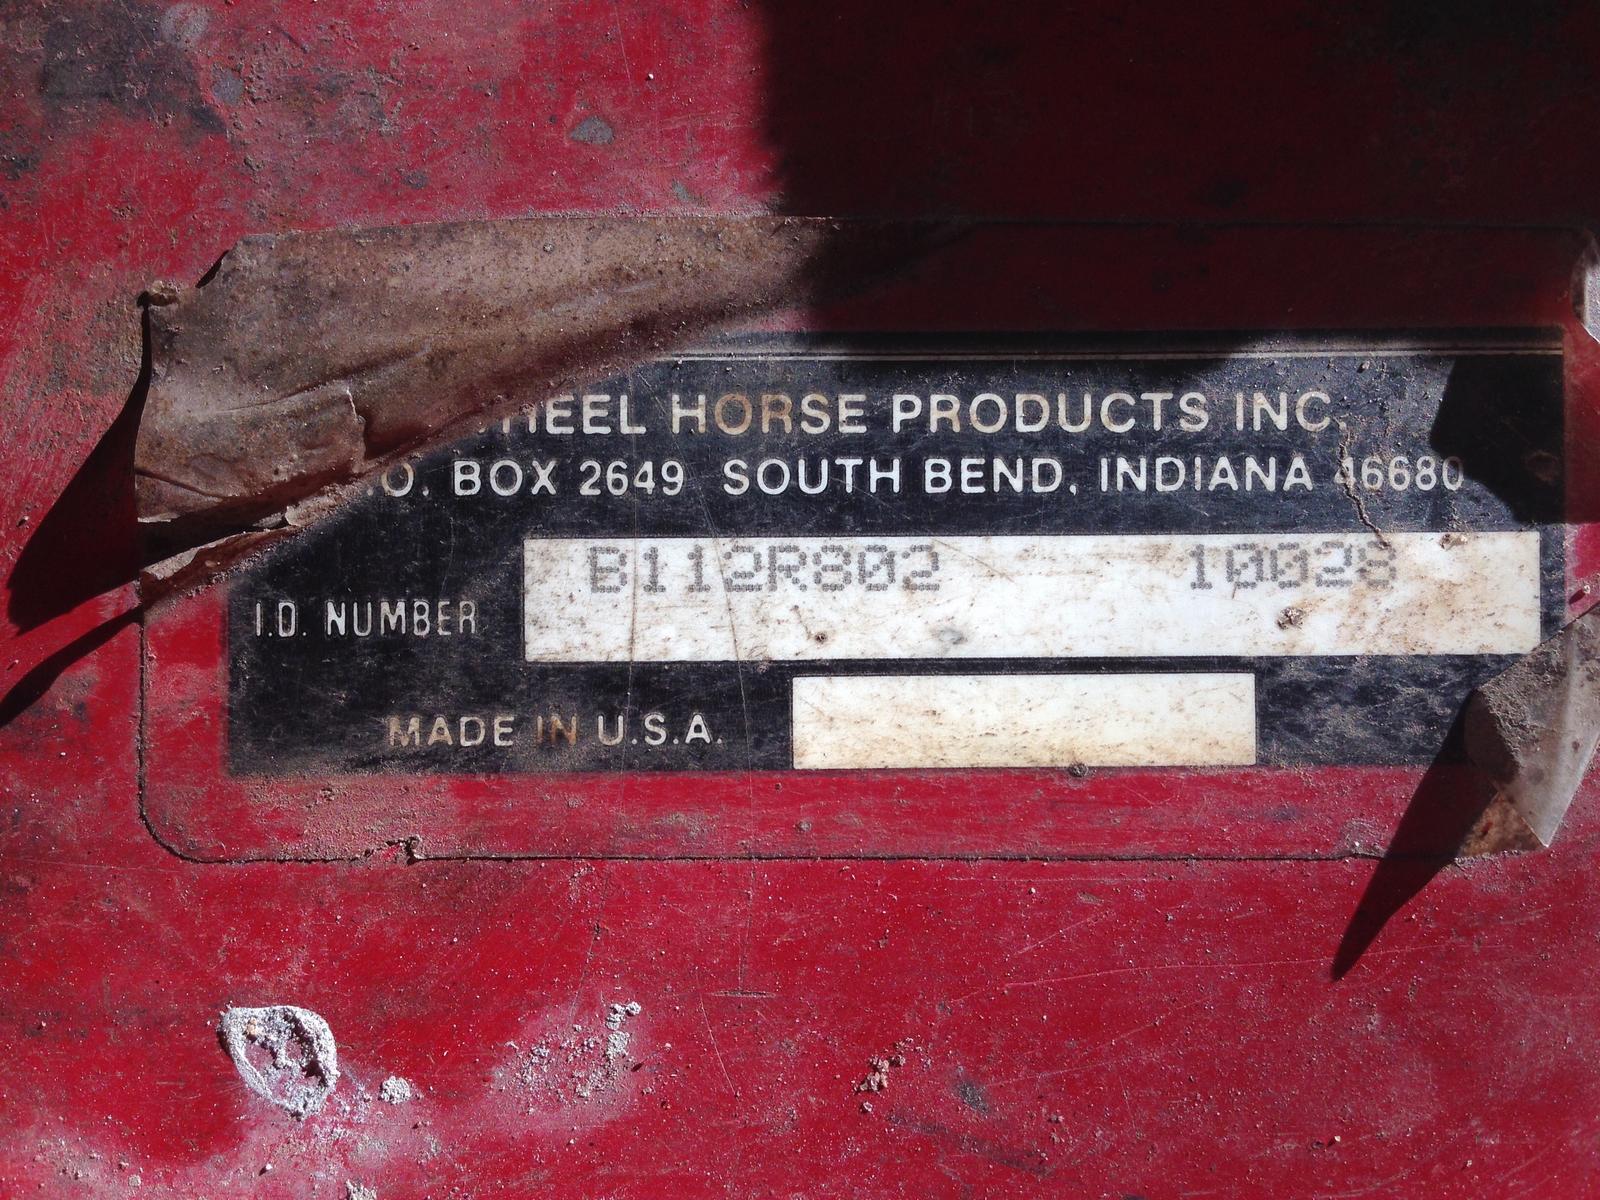 HEEL HORSE PRODUCTS INC.
.O. BOX 2649 SOUTH BEND, INDIANA 46680
B112R802 10028
I.D. NUMBER
MADE IN U.S.A.